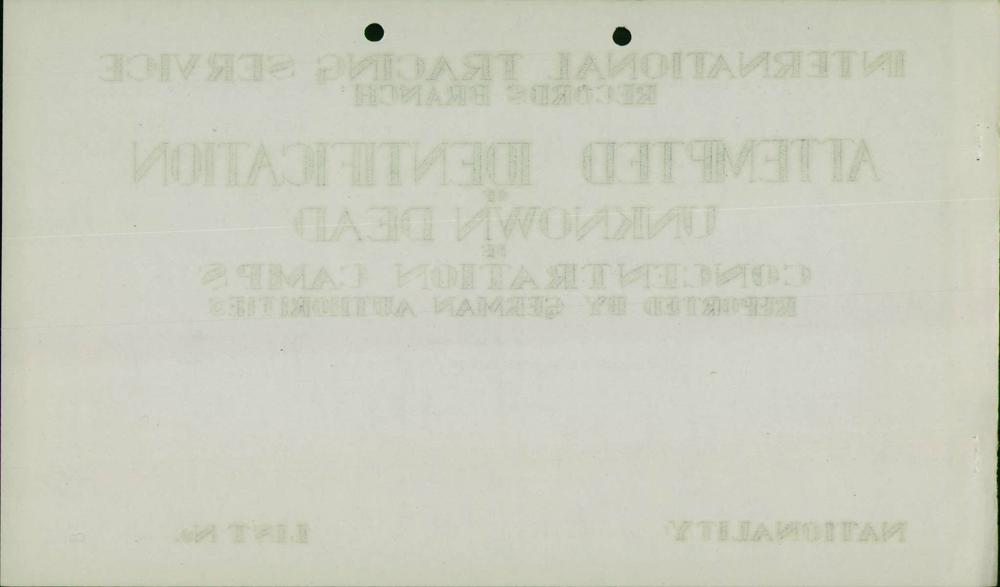 INTERNATIONAL TRACING SERVICE
RECORDS BRANCH
ATTEMPTED IDENTIFICATION
OF
UNKNOWN DEAD
CONCENTRATION CAMPS
REPORTED BY GERMAN AUTHORITIES
NATIONALITY LIST No.